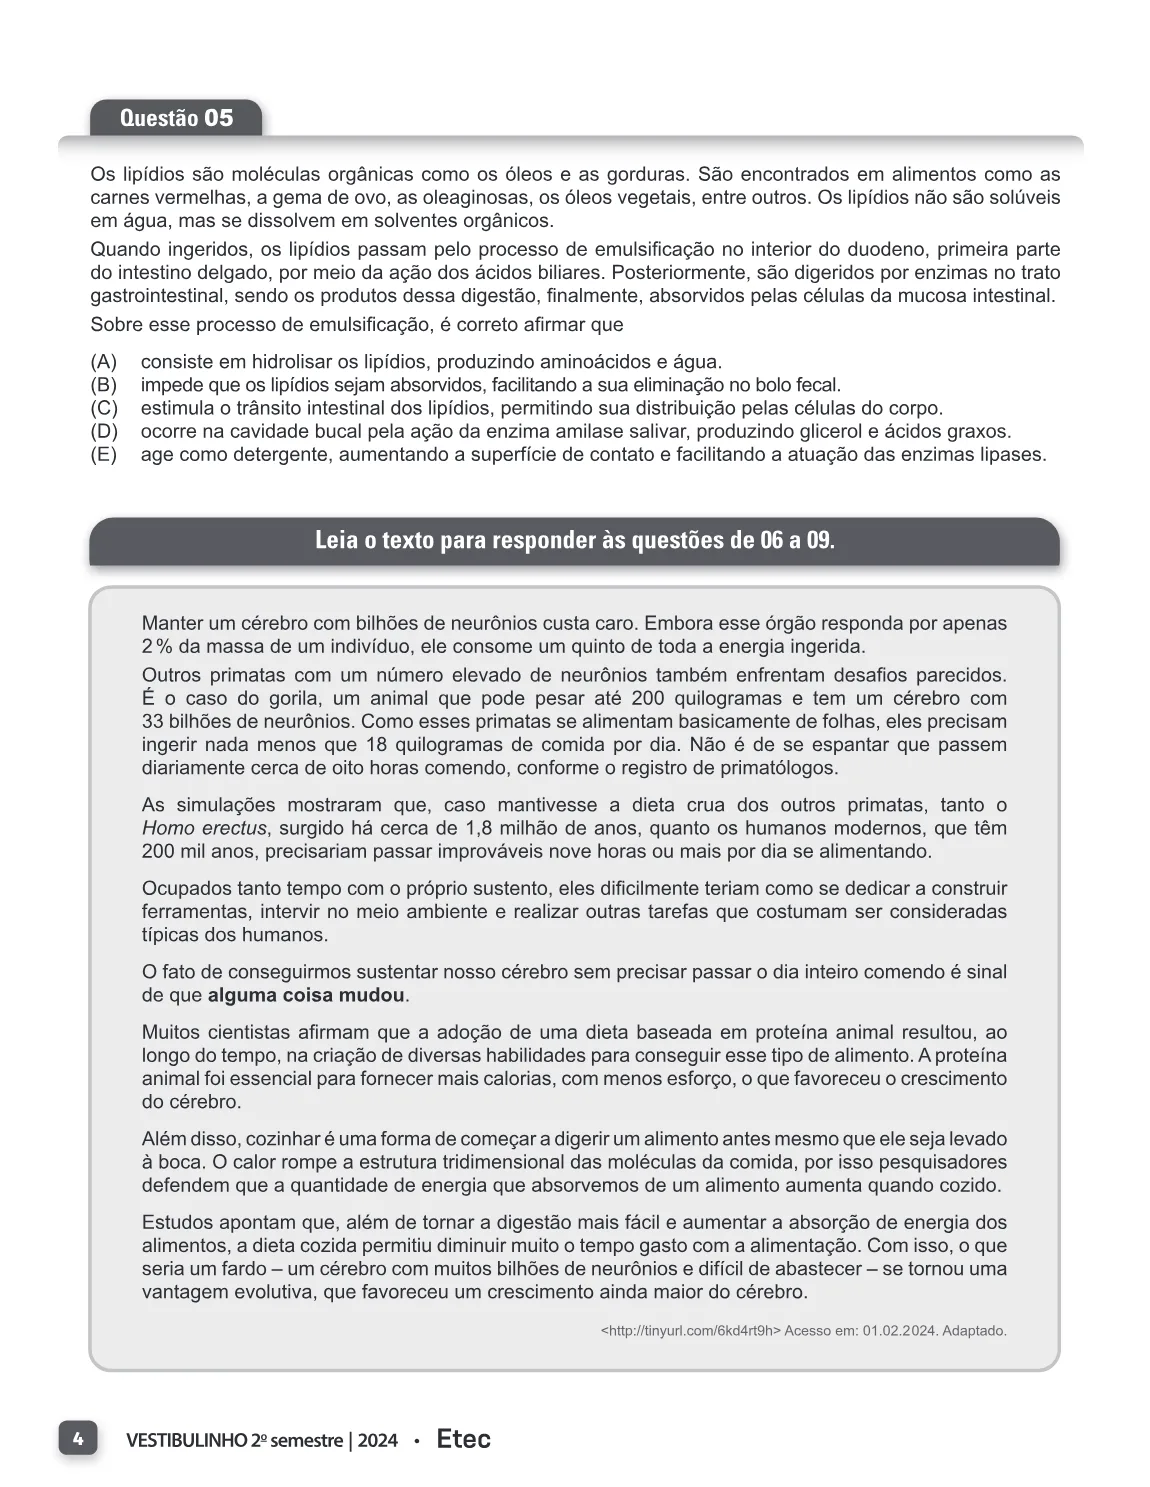 Questão 05
Os lipídios são moléculas orgânicas como os óleos e as gorduras. São encontrados em alimentos como as
carnes vermelhas, a gema de ovo, as oleaginosas, os óleos vegetais, entre outros. Os lipídios não são solúveis
em água, mas se dissolvem em solventes orgânicos.
Quando ingeridos, os lipídios passam pelo processo de emulsificação no interior do duodeno, primeira parte
do intestino delgado, por meio da ação dos ácidos biliares. Posteriormente, são digeridos por enzimas no trato
gastrointestinal, sendo os produtos dessa digestão, finalmente, absorvidos pelas células da mucosa intestinal.
Sobre esse processo de emulsificação, é correto afirmar que
(A) consiste em hidrolisar os lipídios, produzindo aminoácidos e água.
(B) impede que os lipídios sejam absorvidos, facilitando a sua eliminação no bolo fecal.
(C) estimula o trânsito intestinal dos lipídios, permitindo sua distribuição pelas células do corpo.
(D) ocorre na cavidade bucal pela ação da enzima amilase salivar, produzindo glicerol e ácidos graxos.
(E) age como detergente, aumentando a superfície de contato e facilitando a atuação das enzimas lipases.
Leia o texto para responder às questões de 06 a 09.
Manter um cérebro com bilhões de neurônios custa caro. Embora esse órgão responda por apenas
2 % da massa de um indivíduo, ele consome um quinto de toda a energia ingerida.
Outros primatas com um número elevado de neurônios também enfrentam desafios parecidos.
É o caso do gorila, um animal que pode pesar até 200 quilogramas e tem um cérebro com
33 bilhões de neurônios. Como esses primatas se alimentam basicamente de folhas, eles precisam
ingerir nada menos que 18 quilogramas de comida por dia. Não é de se espantar que passem
diariamente cerca de oito horas comendo, conforme o registro de primatólogos.
As simulações mostraram que, caso mantivesse a dieta crua dos outros primatas, tanto o
Homo erectus, surgido há cerca de 1,8 milhão de anos, quanto os humanos modernos, que têm
200 mil anos, precisariam passar improváveis nove horas ou mais por dia se alimentando.
Ocupados tanto tempo com o próprio sustento, eles dificilmente teriam como se dedicar a construir
ferramentas, intervir no meio ambiente e realizar outras tarefas que costumam ser consideradas
típicas dos humanos.
O fato de conseguirmos sustentar nosso cérebro sem precisar passar o dia inteiro comendo é sinal
de que alguma coisa mudou.
Muitos cientistas afirmam que a adoção de uma dieta baseada em proteína animal resultou, ao
longo do tempo, na criação de diversas habilidades para conseguir esse tipo de alimento. A proteína
animal foi essencial para fornecer mais calorias, com menos esforço, o que favoreceu o crescimento
do cérebro.
Além disso, cozinhar é uma forma de começar a digerir um alimento antes mesmo que ele seja levado
à boca. O calor rompe a estrutura tridimensional das moléculas da comida, por isso pesquisadores
defendem que a quantidade de energia que absorvemos de um alimento aumenta quando cozido.
Estudos apontam que, além de tornar a digestão mais fácil e aumentar a absorção de energia dos
alimentos, a dieta cozida permitiu diminuir muito o tempo gasto com a alimentação. Com isso, o que
seria um fardo – um cérebro com muitos bilhões de neurônios e difícil de abastecer – se tornou uma
vantagem evolutiva, que favoreceu um crescimento ainda maior do cérebro.
<http://tinyurl.com/6kd4rt9h> Acesso em: 01.02.2024. Adaptado.
4 VESTIBULINHO 2º semestre | 2024 • Etec